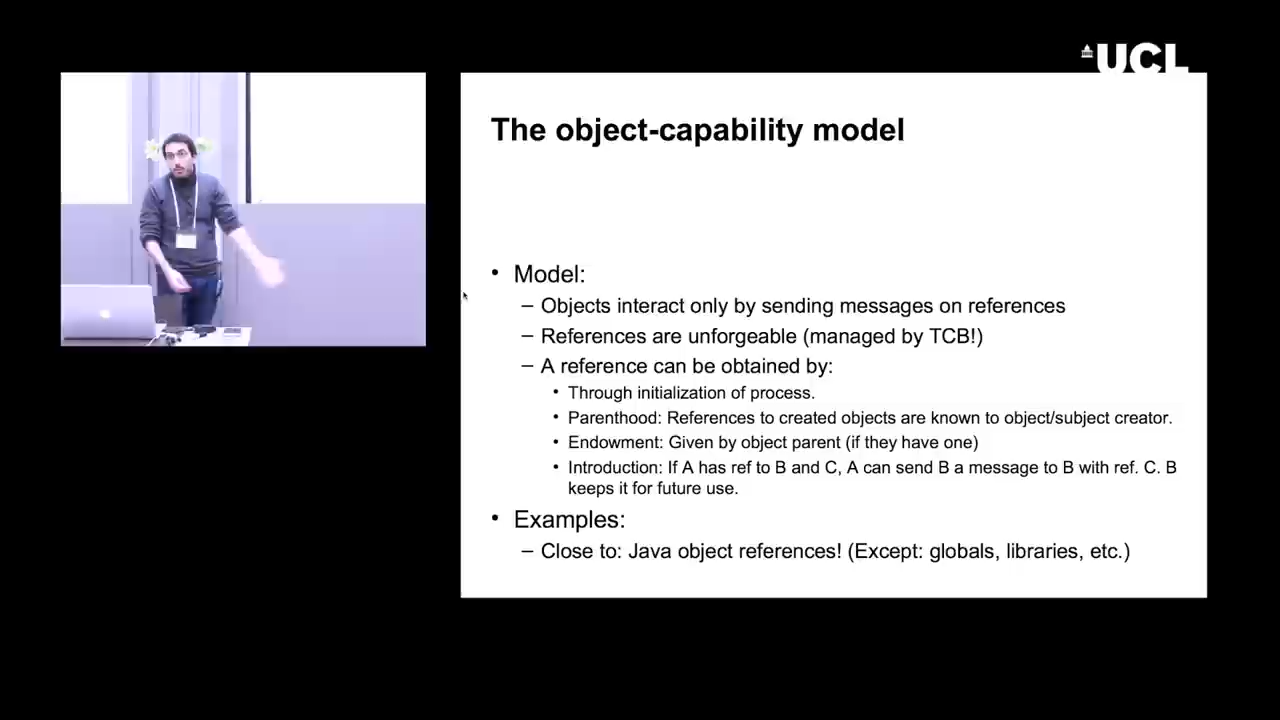 UCL
The object-capability model
• Model:
– Objects interact only by sending messages on references
– References are unforgeable (managed by TCB!)
– A reference can be obtained by:
• Through initialization of process.
• Parenthood: References to created objects are known to object/subject creator.
• Endowment: Given by object parent (if they have one)
• Introduction: If A has ref to B and C, A can send B a message to B with ref. C. B
keeps it for future use.
• Examples:
– Close to: Java object references! (Except: globals, libraries, etc.)